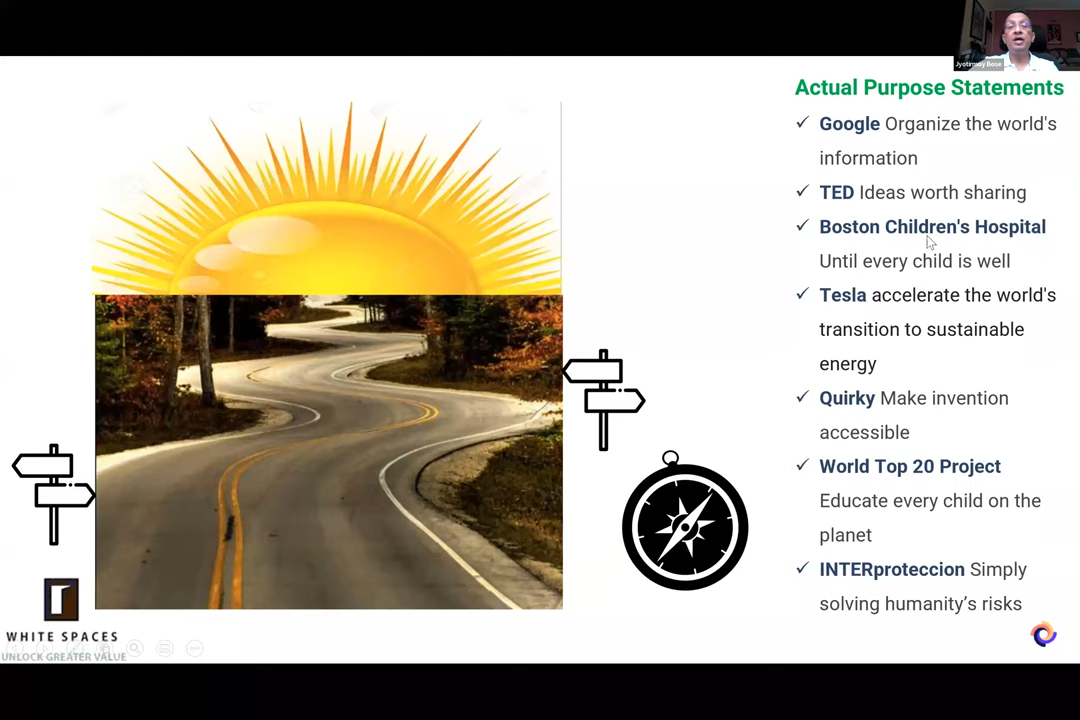 Jyotirmoy Bose
Actual Purpose Statements
✓ Google Organize the world's
information
✓ TED Ideas worth sharing
✓ Boston Children's Hospital
Until every child is well
✓ Tesla accelerate the world's
transition to sustainable
energy
✓ Quirky Make invention
accessible
✓ World Top 20 Project
Educate every child on the
planet
✓ INTERproteccion Simply
solving humanity’s risks
WHITE SPACES
UNLOCK GREATER VALUE